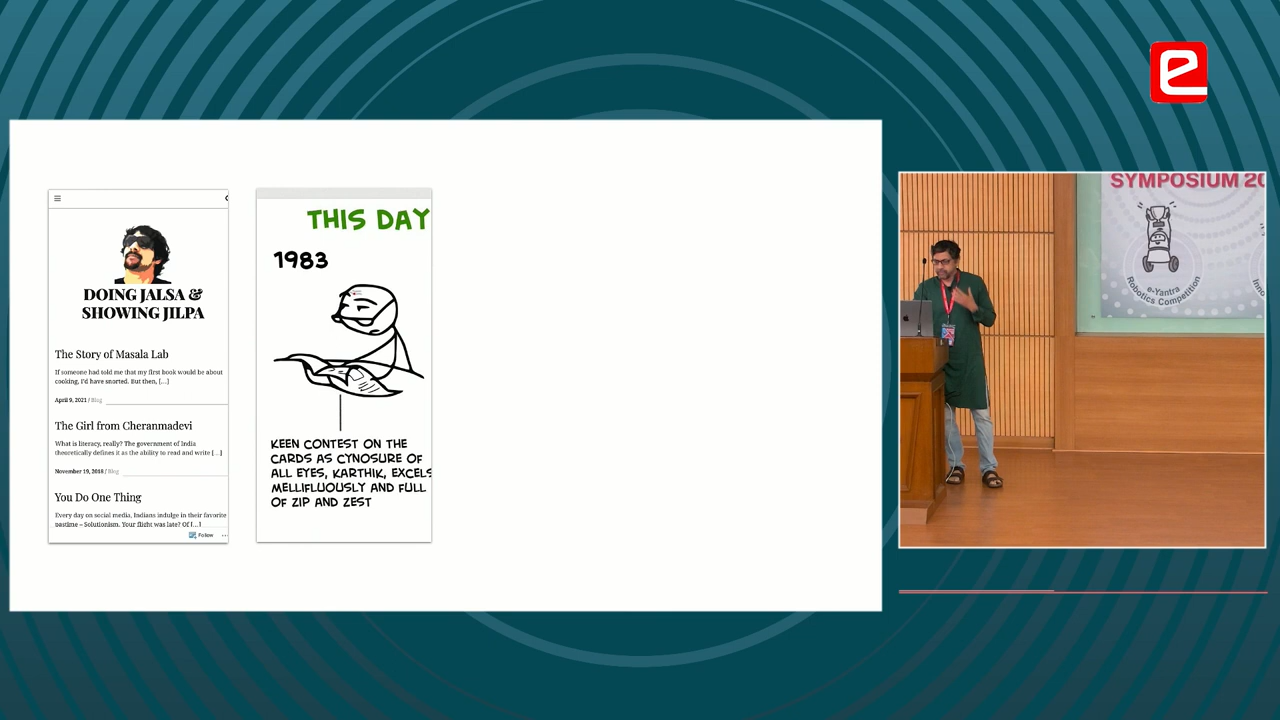 DOING JALSA &
SHOWING JILPA
The Story of Masala Lab
If someone had told me that my first book would be about
cooking, I'd have snorted. But then, [...]
April 9, 2021 / Blog
The Girl from Cheranmadevi
What is literacy, really? The government of India
theoretically defines it as the ability to read and write [...]
November 19, 2018 / Blog
You Do One Thing
Every day on social media, Indians indulge in their favorite
pastime – Solutionism. Your flight was late? Of [...]
Follow
THIS DAY
1983
KEEN CONTEST ON THE
CARDS AS CYNOSURE OF
ALL EYES, KARTHIK, EXCELS
MELLIFLUOUSLY AND FULL
OF ZIP AND ZEST
e
SYMPOSIUM 20
e-Yantra
Robotics Competition